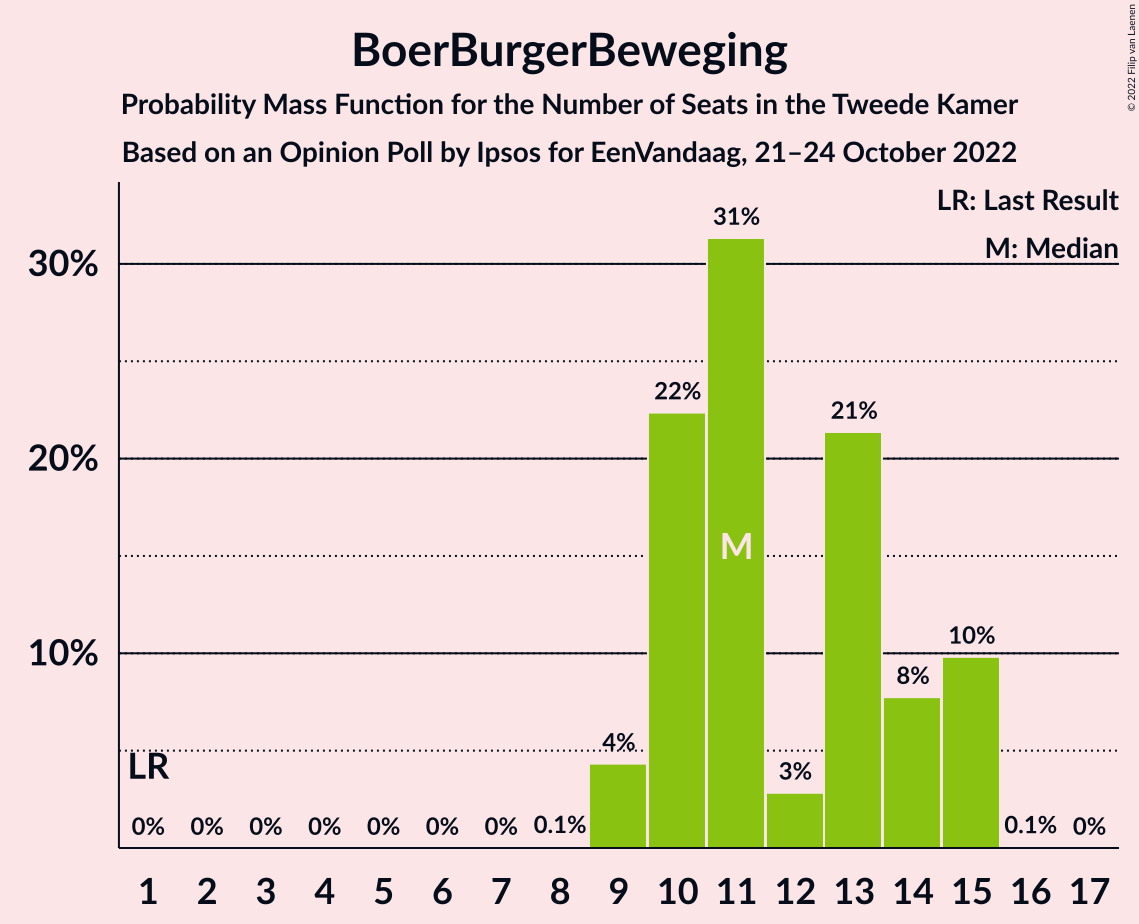 BoerBurgerBeweging
Probability Mass Function for the Number of Seats in the Tweede Kamer
Based on an Opinion Poll by Ipsos for EenVandaag, 21–24 October 2022
© 2022 Filip van Laenen
LR: Last Result
M: Median
31%
30%
22%
21%
20%
M
10%
10%
8%
4%
3%
LR
0% 0% 0% 0% 0% 0% 0% 0.1% 0.1% 0%
1 2 3 4 5 6 7 8 9 10 11 12 13 14 15 16 17